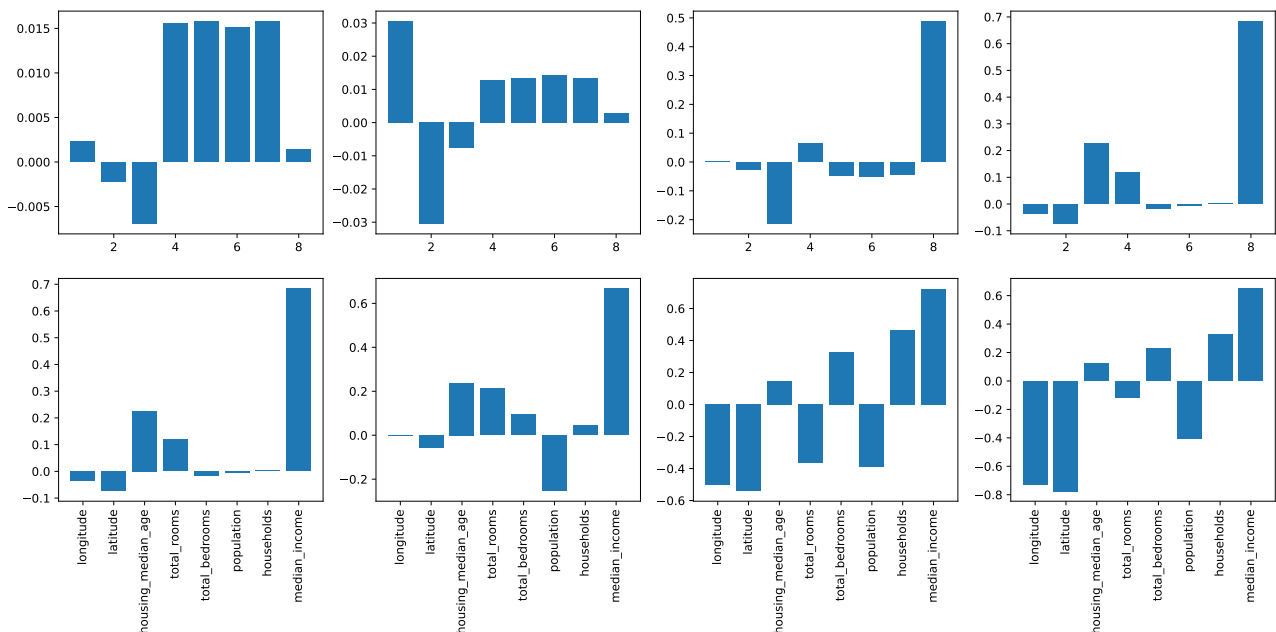 0.015
0.010
0.005
0.000
−0.005
2
4
6
8
0.03
0.02
0.01
0.00
−0.01
−0.02
−0.03
2
4
6
8
0.5
0.4
0.3
0.2
0.1
0.0
−0.1
−0.2
2
4
6
8
0.7
0.6
0.5
0.4
0.3
0.2
0.1
0.0
−0.1
2
4
6
8
0.7
0.6
0.5
0.4
0.3
0.2
0.1
0.0
−0.1
longitude
latitude
housing_median_age
total_rooms
total_bedrooms
population
households
median_income
0.6
0.4
0.2
0.0
−0.2
longitude
latitude
housing_median_age
total_rooms
total_bedrooms
population
households
median_income
0.6
0.4
0.2
0.0
−0.2
−0.4
−0.6
longitude
latitude
housing_median_age
total_rooms
total_bedrooms
population
households
median_income
0.6
0.4
0.2
0.0
−0.2
−0.4
−0.6
−0.8
longitude
latitude
housing_median_age
total_rooms
total_bedrooms
population
households
median_income